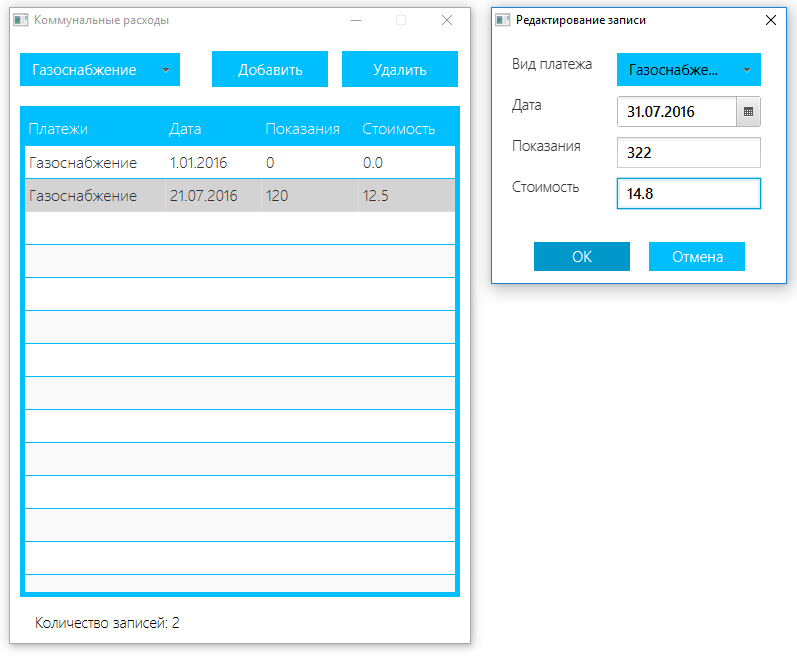 Коммунальные расходы
Газоснабжение Добавить Удалить
Платежи Дата Показания Стоимость
Газоснабжение 1.01.2016 0 0.0
Газоснабжение 21.07.2016 120 12.5
Количество записей: 2
Редактирование записи
Вид платежа Газоснабже...
Дата 31.07.2016
Показания 322
Стоимость 14.8
OK Отмена